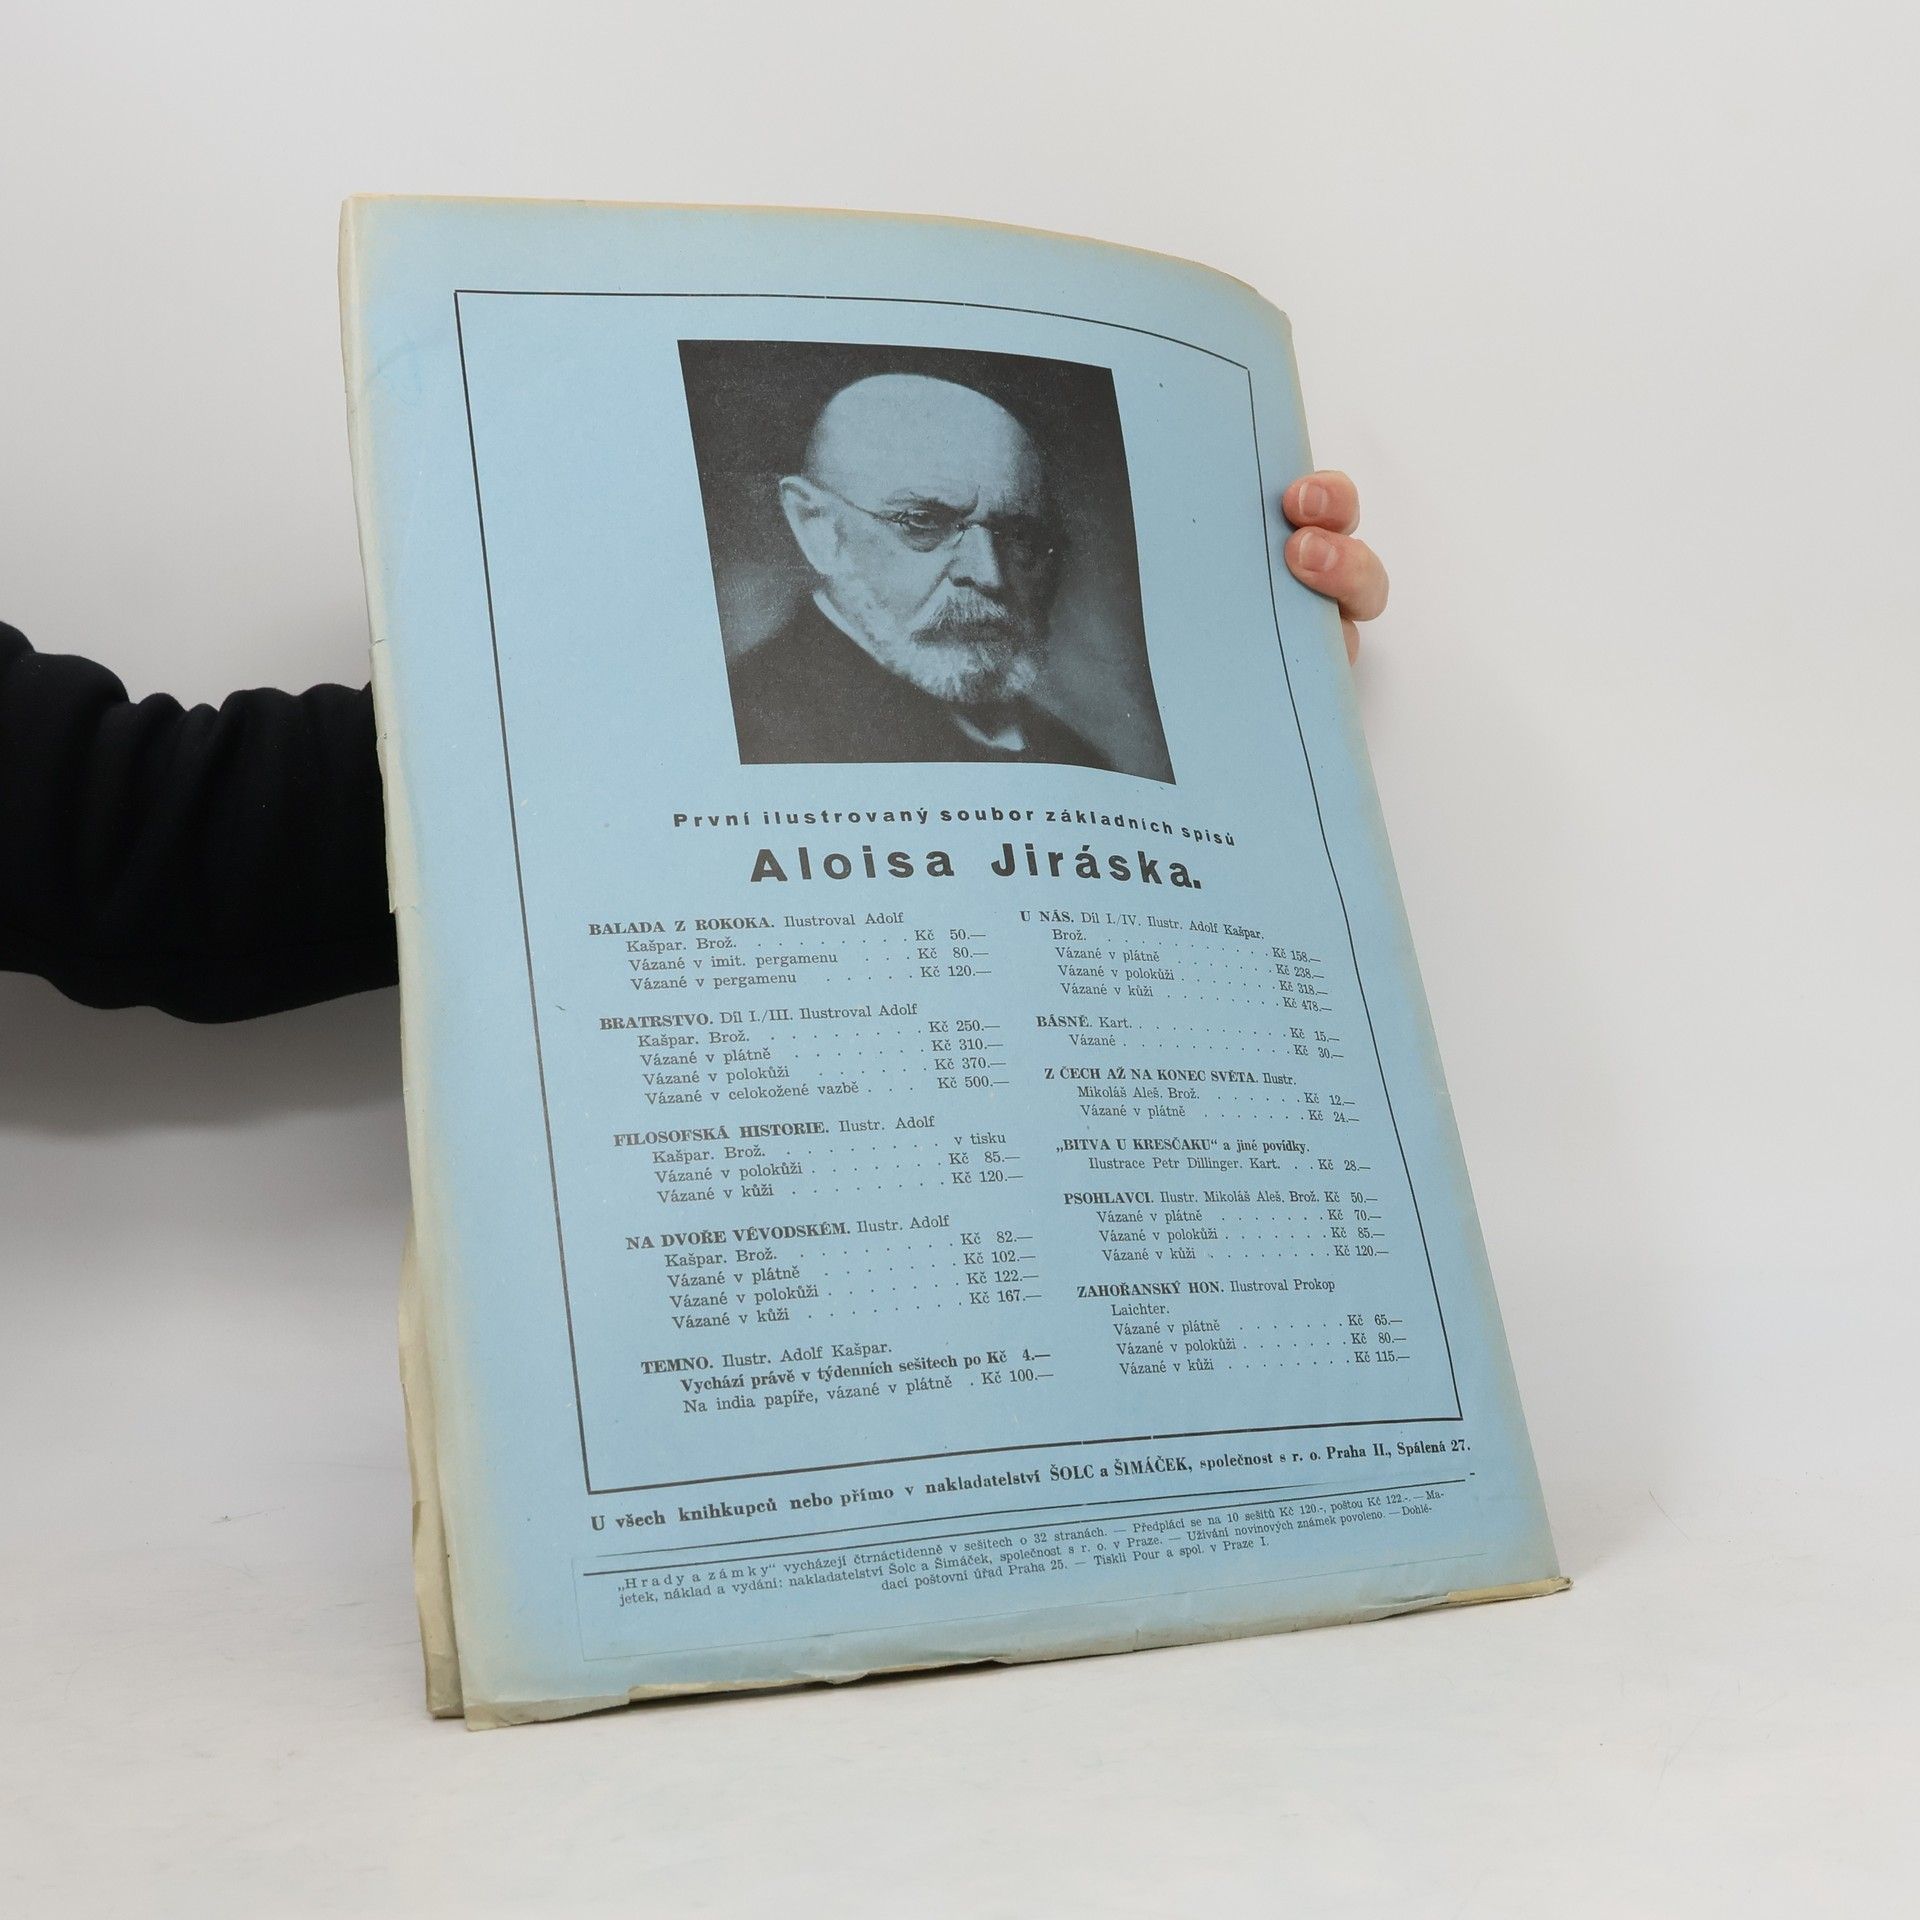 První ilustrovaný soubor základních spisů
Aloisa Jiráska.
BALADA Z ROKOKA. Ilustroval Adolf
Kašpar. Brož. . . . . . . . . Kč 50.—
Vázané v imit. pergamenu . . . Kč 80.—
Vázané v pergamenu . . . . . Kč 120.—
BRATRSTVO. Díl I./III. Ilustroval Adolf
Kašpar. Brož. . . . . . . . . Kč 250.—
Vázané v plátně . . . . . . . Kč 310.—
Vázané v polokůži . . . . . . Kč 370.—
Vázané v celokožené vazbě . . . Kč 500.—
FILOSOFSKÁ HISTORIE. Ilustr. Adolf
Kašpar. Brož. . . . . . . . . v tisku
Vázané v polokůži . . . . . . . Kč 85.—
Vázané v kůži . . . . . . . . Kč 120.—
NA DVOŘE VÉVODSKÉM. Ilustr. Adolf
Kašpar. Brož. . . . . . . . . Kč 82.—
Vázané v plátně . . . . . . . Kč 102.—
Vázané v polokůži . . . . . . . Kč 122.—
Vázané v kůži . . . . . . . . Kč 167.—
TEMNO. Ilustr. Adolf Kašpar.
Vychází právě v týdenních sešitech po Kč 4.—
Na india papíře, vázané v plátně . Kč 100.—
U NÁS. Díl I./IV. Ilustr. Adolf Kašpar.
Brož. . . . . . . . . . . Kč 158.—
Vázané v plátně . . . . . . . Kč 238.—
Vázané v polokůži . . . . . . . Kč 318.—
Vázané v kůži . . . . . . . . Kč 478.—
BÁSNĚ. Kart. . . . . . . . . . . Kč 15.—
Vázané . . . . . . . . . . . Kč 30.—
Z ČECH AŽ NA KONEC SVĚTA. Ilustr.
Mikoláš Aleš. Brož. . . . . . . . Kč 12.—
Vázané v plátně . . . . . . . Kč 24.—
„BITVA U KRESČAKU“ a jiné povídky.
Ilustrace Petr Dillinger. Kart. . . . Kč 28.—
PSOHLAVCI. Ilustr. Mikoláš Aleš. Brož. Kč 50.—
Vázané v plátně . . . . . . . Kč 70.—
Vázané v polokůži . . . . . . . Kč 85.—
Vázané v kůži . . . . . . . . Kč 120.—
ZAHOŘANSKÝ HON. Ilustroval Prokop
Laichter.
Vázané v plátně . . . . . . . Kč 65.—
Vázané v polokůži . . . . . . . Kč 80.—
Vázané v kůži . . . . . . . . Kč 115.—
U všech knihkupců nebo přímo v nakladatelství ŠOLC a ŠIMÁČEK, společnost s r. o. Praha II., Spálená 27.
„Hrady a zámky“ vycházejí čtrnáctidenně v sešitech o 32 stranách. — Předplácí se na 10 sešitů Kč 120.-, poštou Kč 122.-. — Ma-
jetek, náklad a vydání: nakladatelství Šolc a Šimáček, společnost s r. o. v Praze. — Užívání novinových známek povoleno. — Dohlé-
dací poštovní úřad Praha 25. — Tiskli Pour a spol. v Praze I.